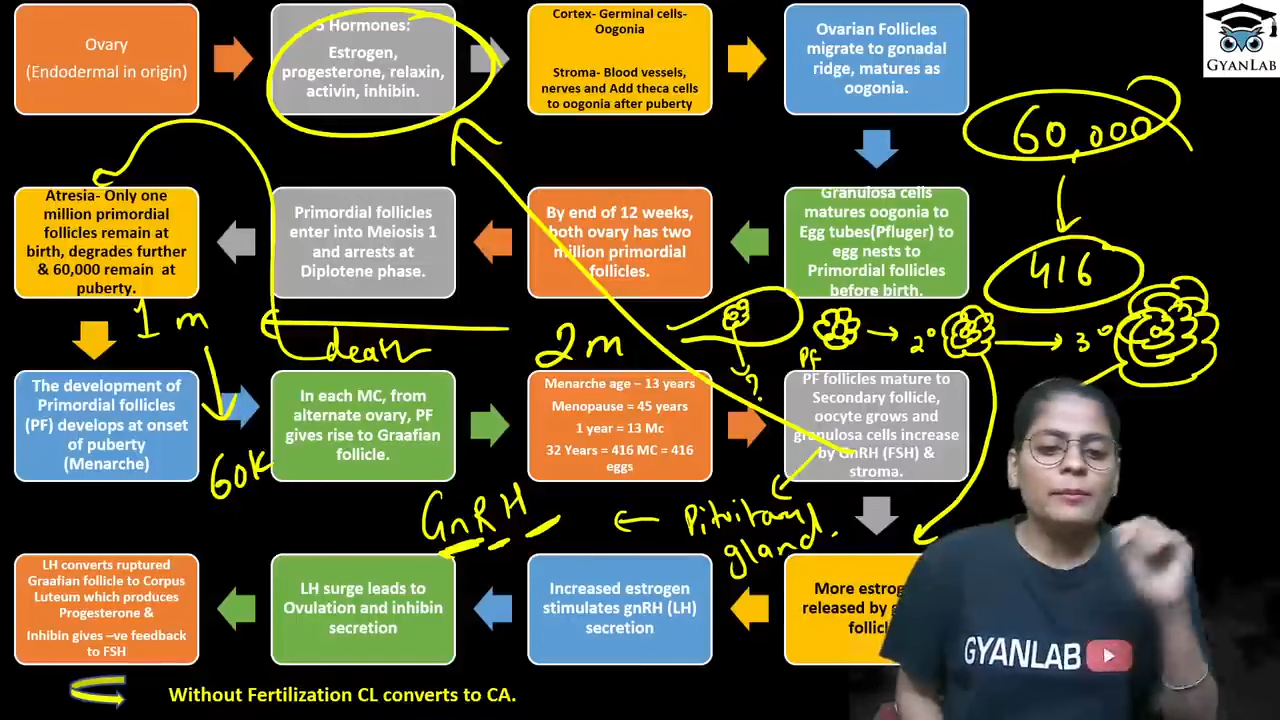 Ovary
(Endodermal in origin)
5 Hormones:
Estrogen,
progesterone, relaxin,
activin, inhibin.
Cortex- Germinal cells-
Oogonia
Stroma- Blood vessels,
nerves and Add theca cells
to oogonia after puberty
Ovarian Follicles
migrate to gonadal
ridge, matures as
oogonia.
GYANLAB
60,000
416
Atresia- Only one
million primordial
follicles remain at
birth, degrades further
& 60,000 remain at
puberty.
Primordial follicles
enter into Meiosis 1
and arrests at
Diplotene phase.
By end of 12 weeks,
both ovary has two
million primordial
follicles.
Granulosa cells
matures oogonia to
Egg tubes(Pfluger) to
egg nests to
Primordial follicles
before birth.
1 m
death
2m
?
Pf
2°
3°
60K
The development of
Primordial follicles
(PF) develops at onset
of puberty
(Menarche)
In each MC, from
alternate ovary, PF
gives rise to Graafian
follicle.
Menarche age – 13 years
Menopause = 45 years
1 year = 13 Mc
32 Years = 416 MC = 416
eggs
PF follicles mature to
Secondary follicle,
oocyte grows and
granulosa cells increase
by GnRH (FSH) &
stroma.
GnRH
Pituitary
gland.
LH converts ruptured
Graafian follicle to Corpus
Luteum which produces
Progesterone &
Inhibin gives –ve feedback
to FSH
LH surge leads to
Ovulation and inhibin
secretion
Increased estrogen
stimulates gnRH (LH)
secretion
More
released by
GYANLAB
Without Fertilization CL converts to CA.